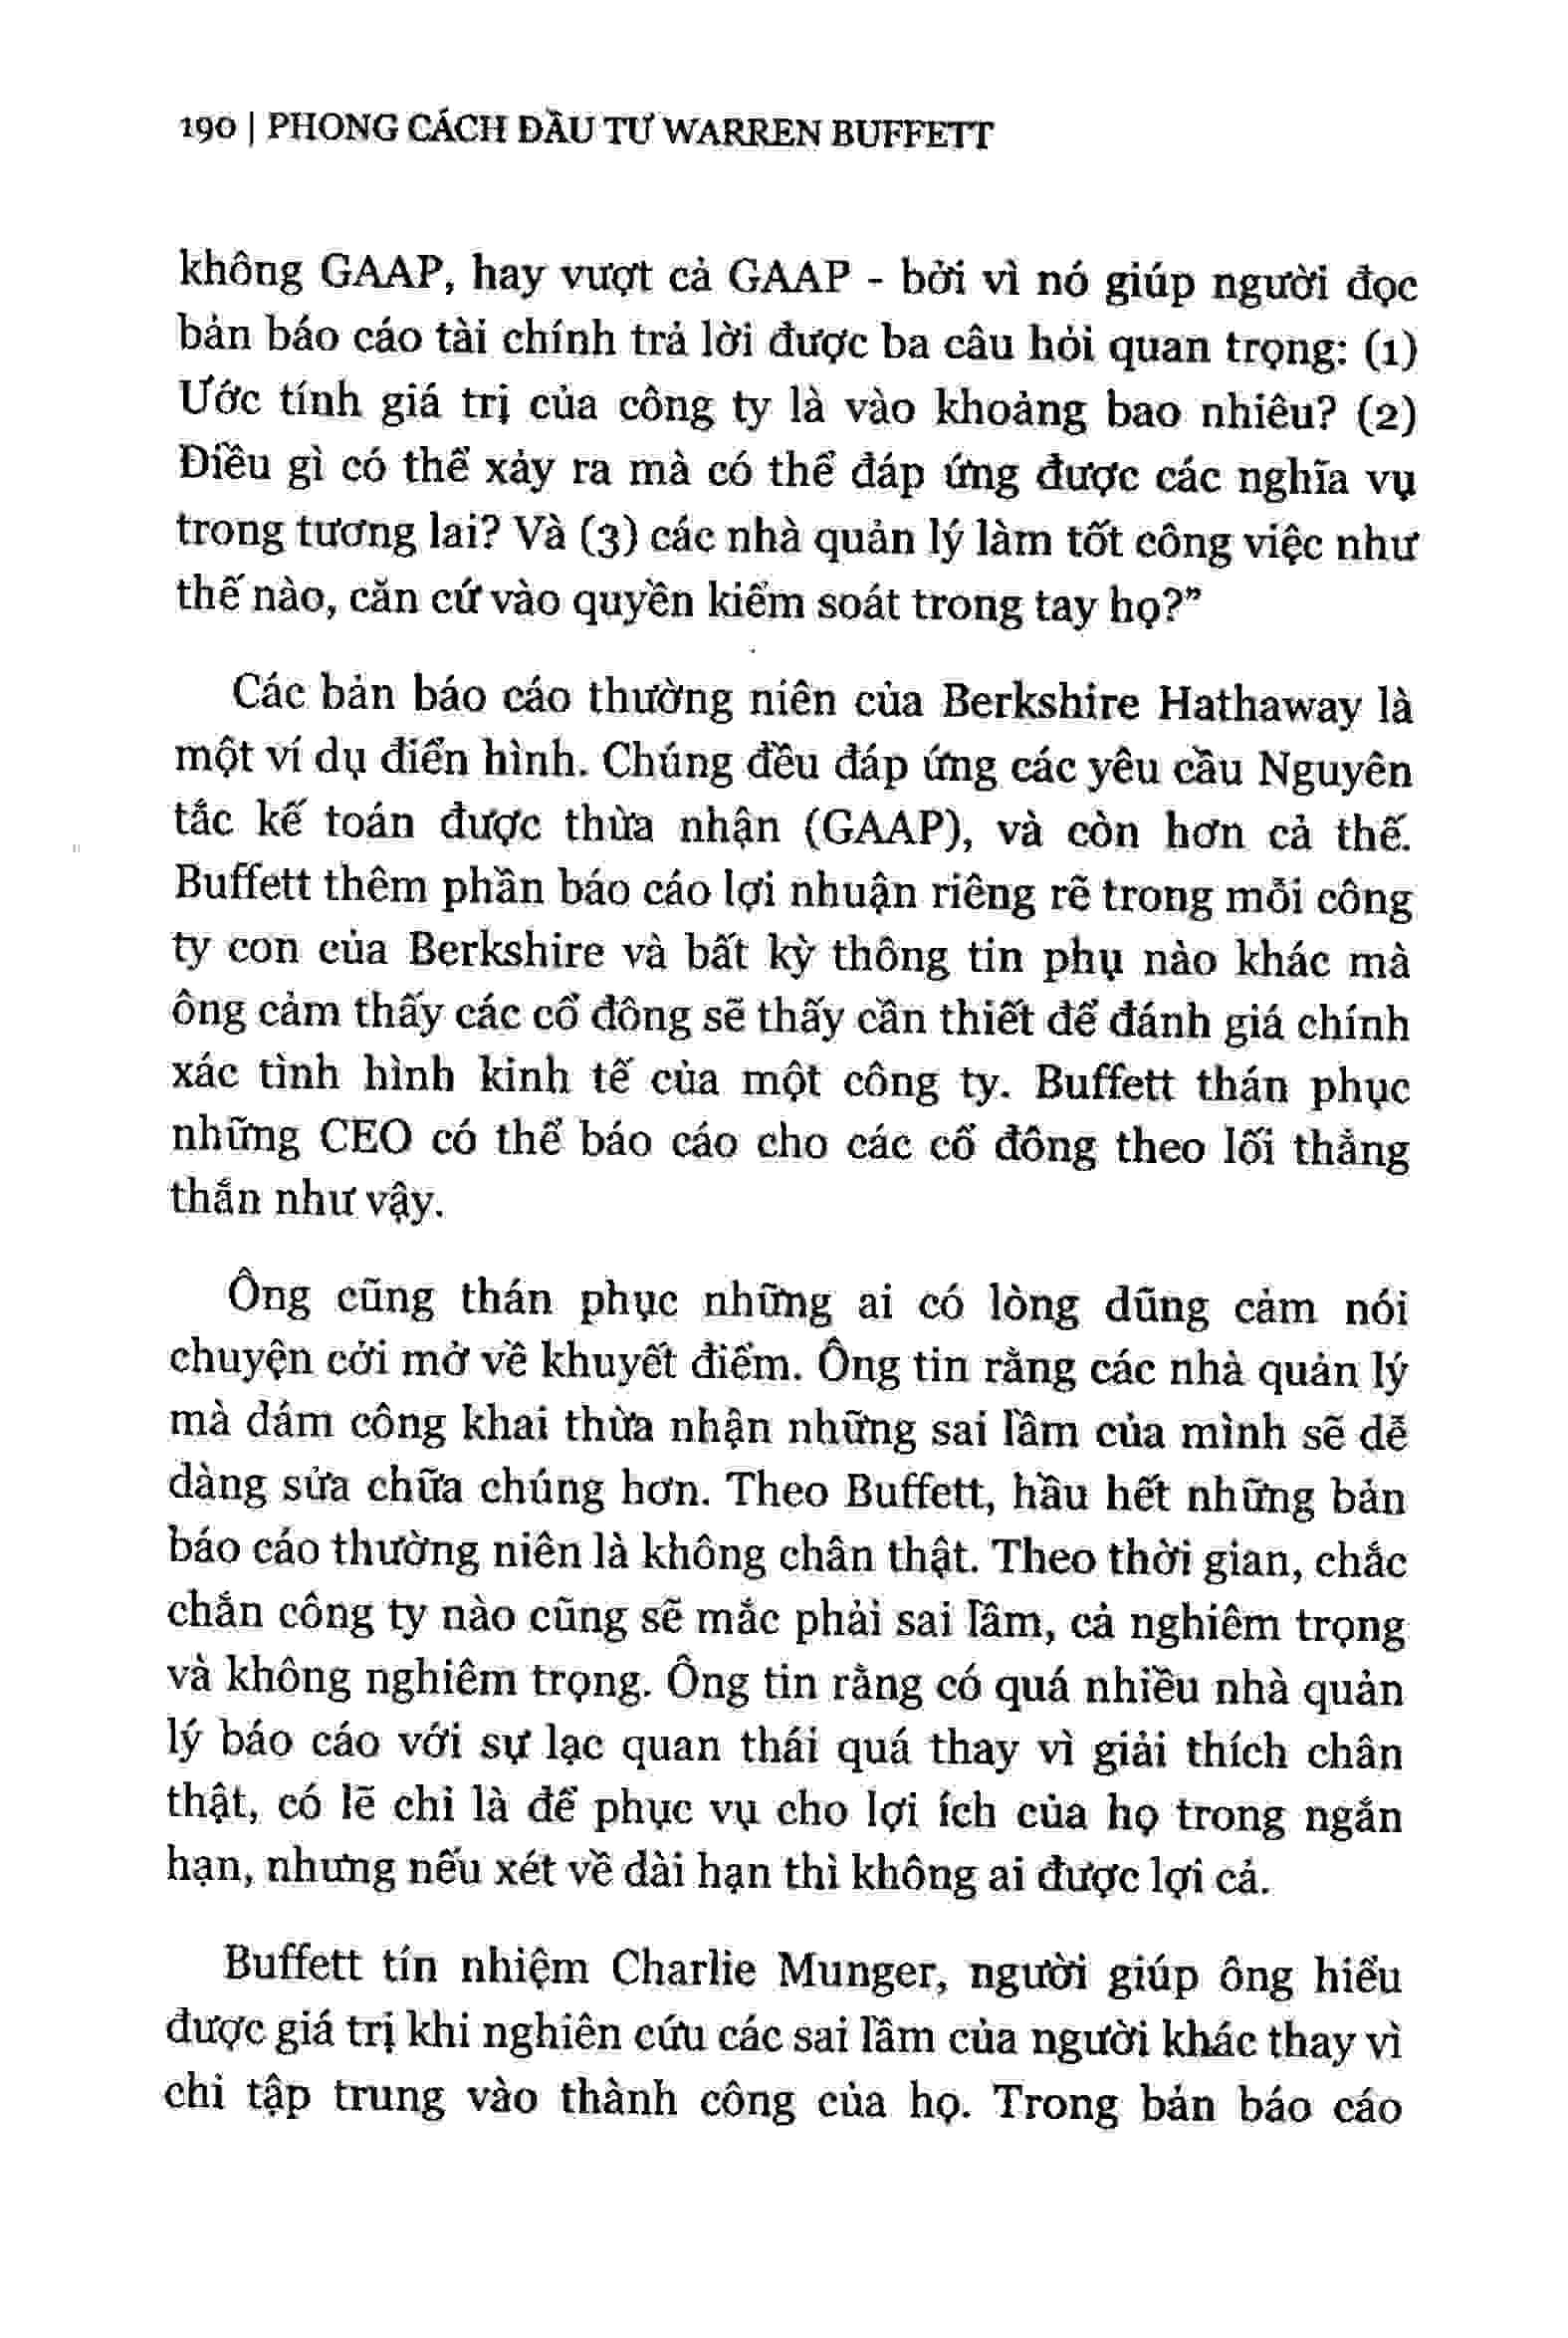 190 | PHONG CÁCH ĐẦU TƯ WARREN BUFFETT
không GAAP, hay vượt cả GAAP - bởi vì nó giúp người đọc
bản báo cáo tài chính trả lời được ba câu hỏi quan trọng: (1)
Ước tính giá trị của công ty là vào khoảng bao nhiêu? (2)
Điều gì có thể xảy ra mà có thể đáp ứng được các nghĩa vụ
trong tương lai? Và (3) các nhà quản lý làm tốt công việc như
thế nào, căn cứ vào quyền kiểm soát trong tay họ?”
Các bản báo cáo thường niên của Berkshire Hathaway là
một ví dụ điển hình. Chúng đều đáp ứng các yêu cầu Nguyên
tắc kế toán được thừa nhận (GAAP), và còn hơn cả thế.
Buffett thêm phần báo cáo lợi nhuận riêng rẽ trong mỗi công
ty con của Berkshire và bất kỳ thông tin phụ nào khác mà
ông cảm thấy các cổ đông sẽ thấy cần thiết để đánh giá chính
xác tình hình kinh tế của một công ty. Buffett thán phục
những CEO có thể báo cáo cho các cổ đông theo lối thẳng
thắn như vậy.
Ông cũng thán phục những ai có lòng dũng cảm nói
chuyện cởi mở về khuyết điểm. Ông tin rằng các nhà quản lý
mà dám công khai thừa nhận những sai lầm của mình sẽ dễ
dàng sửa chữa chúng hơn. Theo Buffett, hầu hết những bản
báo cáo thường niên là không chân thật. Theo thời gian, chắc
chắn công ty nào cũng sẽ mắc phải sai lầm, cả nghiêm trọng
và không nghiêm trọng. Ông tin rằng có quá nhiều nhà quản
lý báo cáo với sự lạc quan thái quá thay vì giải thích chân
thật, có lẽ chỉ là để phục vụ cho lợi ích của họ trong ngắn
hạn, nhưng nếu xét về dài hạn thì không ai được lợi cả.
Buffett tín nhiệm Charlie Munger, người giúp ông hiểu
được giá trị khi nghiên cứu các sai lầm của người khác thay vì
chỉ tập trung vào thành công của họ. Trong bản báo cáo